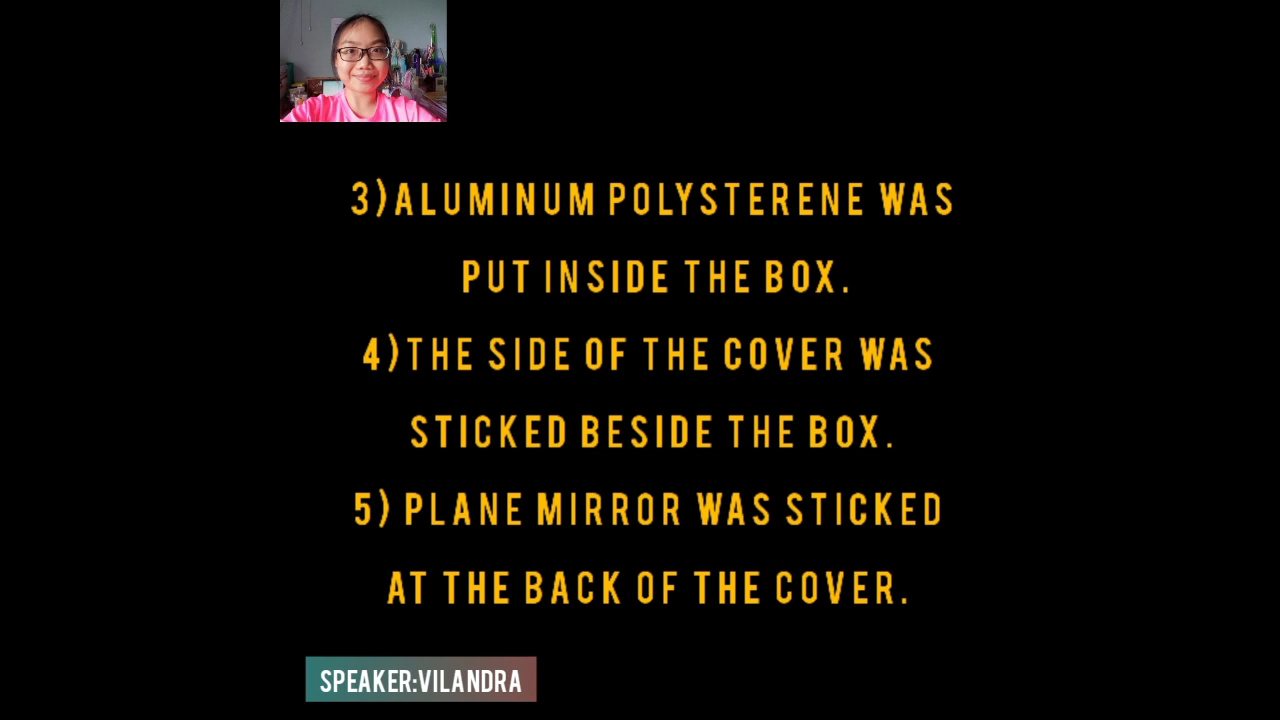 3)ALUMINUM POLYSTERENE WAS
PUT INSIDE THE BOX.
4)THE SIDE OF THE COVER WAS
STICKED BESIDE THE BOX.
5) PLANE MIRROR WAS STICKED
AT THE BACK OF THE COVER.
SPEAKER:VILANDRA